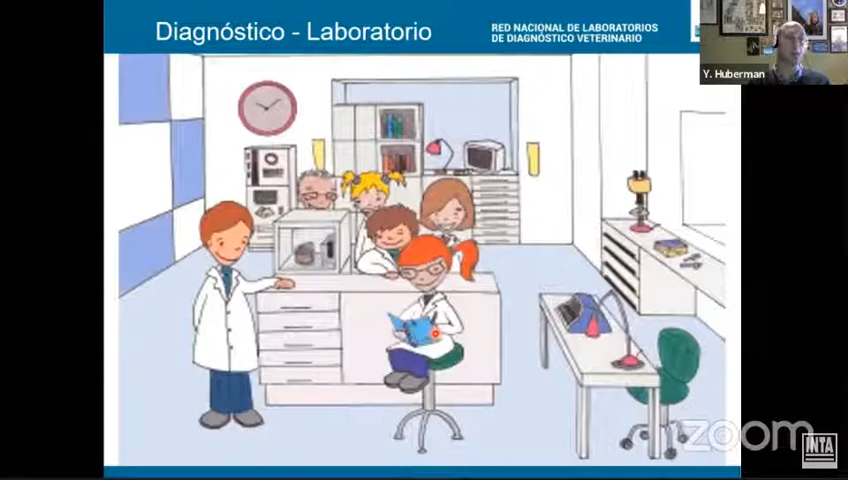 Diagnóstico - Laboratorio
RED NACIONAL DE LABORATORIOS
DE DIAGNÓSTICO VETERINARIO
Y. Huberman
zoom
INTA